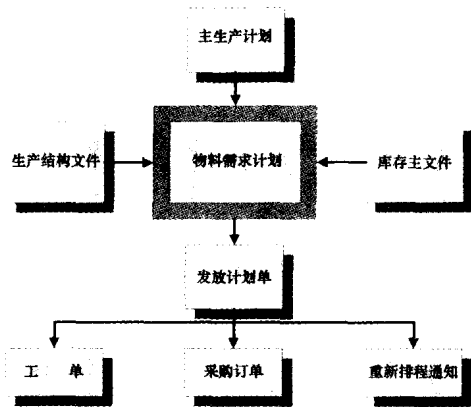 主生产计划
生产结构文件
物料需求计划
库存主文件
发放计划单
工 单
采购订单
重新排程通知